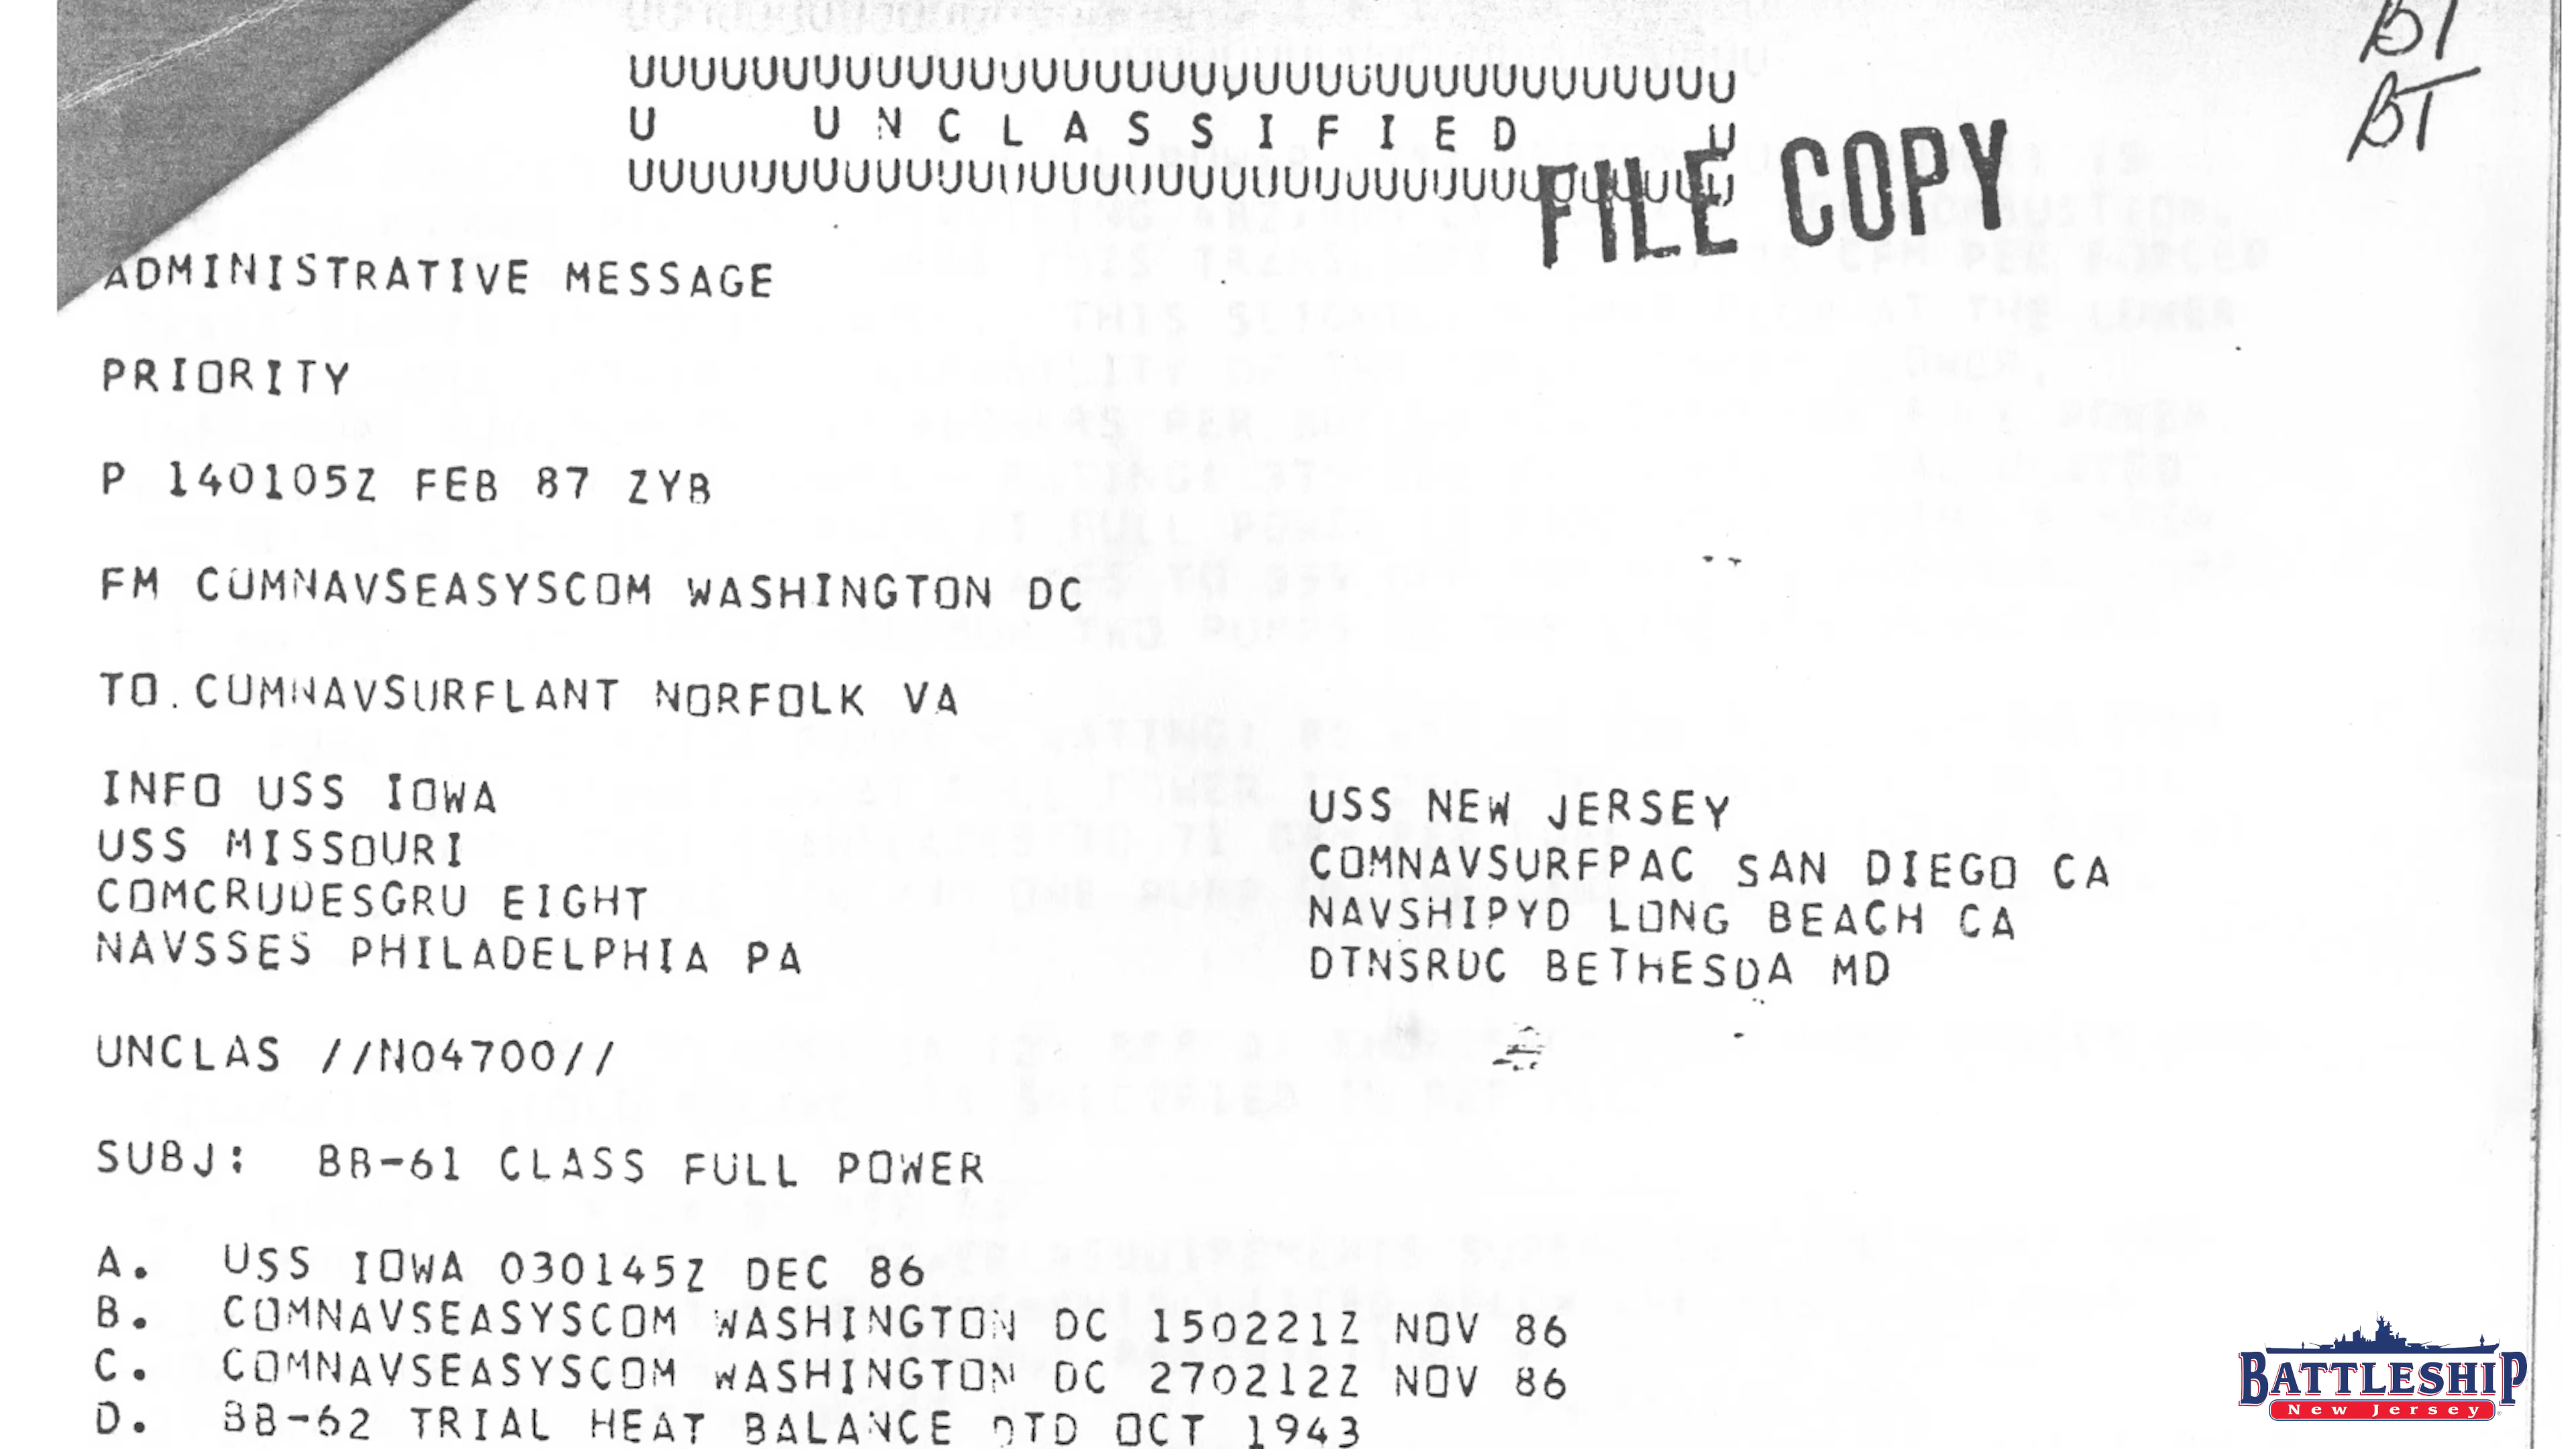 UUUUUUUUUUUUUUUUUUUUUUUUUUUUUUUUUUUU
U UNCLASSIFIED U
UUUUUUUUUUUUUUUUUUUUUUUUUUUUUUUUUUUU
FILE COPY
BT
BT
ADMINISTRATIVE MESSAGE
PRIORITY
P 140105Z FEB 87 ZYB
FM COMNAVSEASYSCOM WASHINGTON DC
TO.COMNAVSURFLANT NORFOLK VA
INFO USS IOWA
USS MISSOURI
COMCRUDESGRU EIGHT
NAVSSES PHILADELPHIA PA
USS NEW JERSEY
COMNAVSURFPAC SAN DIEGO CA
NAVSHIPYD LONG BEACH CA
DTNSRDC BETHESDA MD
UNCLAS //N04700//
SUBJ: BB-61 CLASS FULL POWER
A. USS IOWA 030145Z DEC 86
B. COMNAVSEASYSCOM WASHINGTON DC 150221Z NOV 86
C. COMNAVSEASYSCOM WASHINGTON DC 270212Z NOV 86
D. BB-62 TRIAL HEAT BALANCE DTD OCT 1943
BATTLESHIP
New Jersey